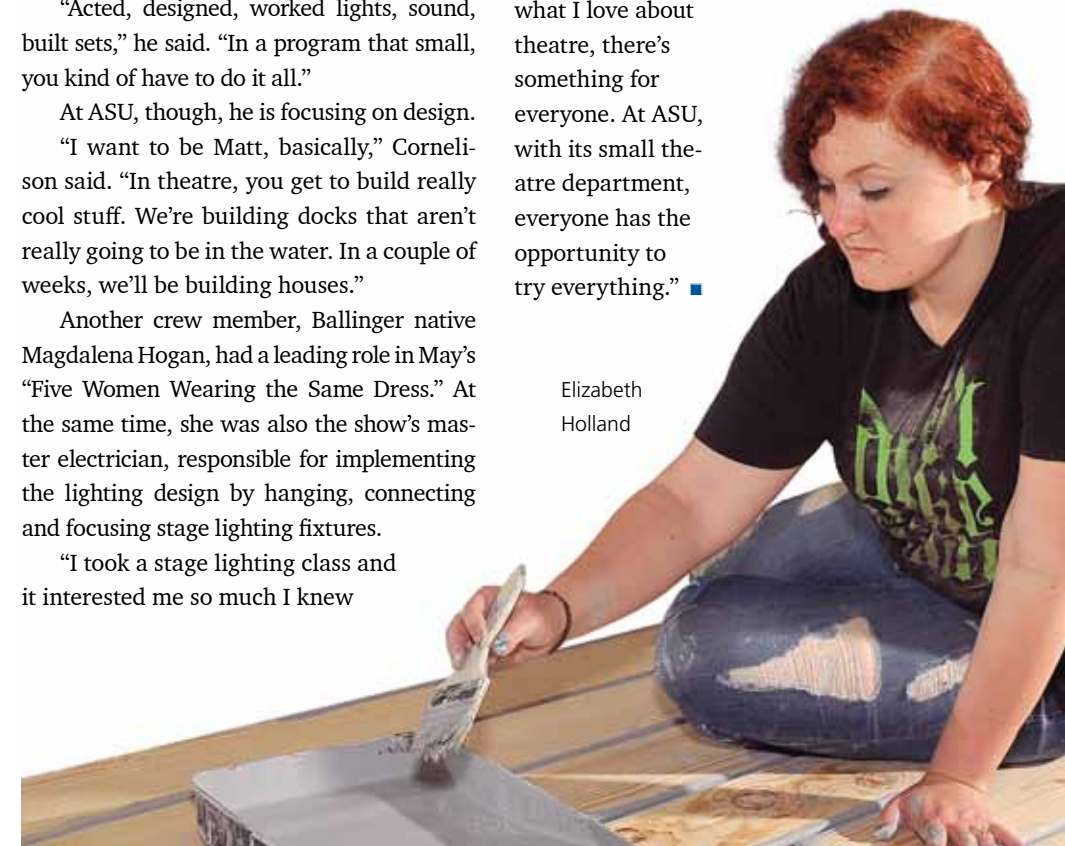 “Acted, designed, worked lights, sound,
built sets,” he said. “In a program that small,
you kind of have to do it all.”
At ASU, though, he is focusing on design.
“I want to be Matt, basically,” Corneli-
son said. “In theatre, you get to build really
cool stuff. We’re building docks that aren’t
really going to be in the water. In a couple of
weeks, we’ll be building houses.”
Another crew member, Ballinger native
Magdalena Hogan, had a leading role in May’s
“Five Women Wearing the Same Dress.” At
the same time, she was also the show’s mas-
ter electrician, responsible for implementing
the lighting design by hanging, connecting
and focusing stage lighting fixtures.
“I took a stage lighting class and
it interested me so much I knew
what I love about
theatre, there’s
something for
everyone. At ASU,
with its small the-
atre department,
everyone has the
opportunity to
try everything.” ■
Elizabeth
Holland